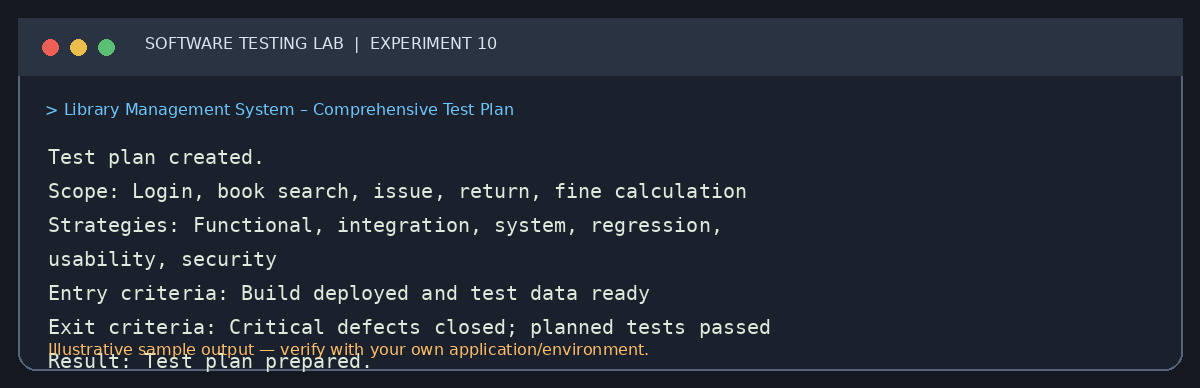 SOFTWARE TESTING LAB | EXPERIMENT 10
> Library Management System – Comprehensive Test Plan
Test plan created.
Scope: Login, book search, issue, return, fine calculation
Strategies: Functional, integration, system, regression,
usability, security
Entry criteria: Build deployed and test data ready
Exit criteria: Critical defects closed; planned tests passed
Illustrative sample output — verify with your own application/environment.
Result: Test plan prepared.